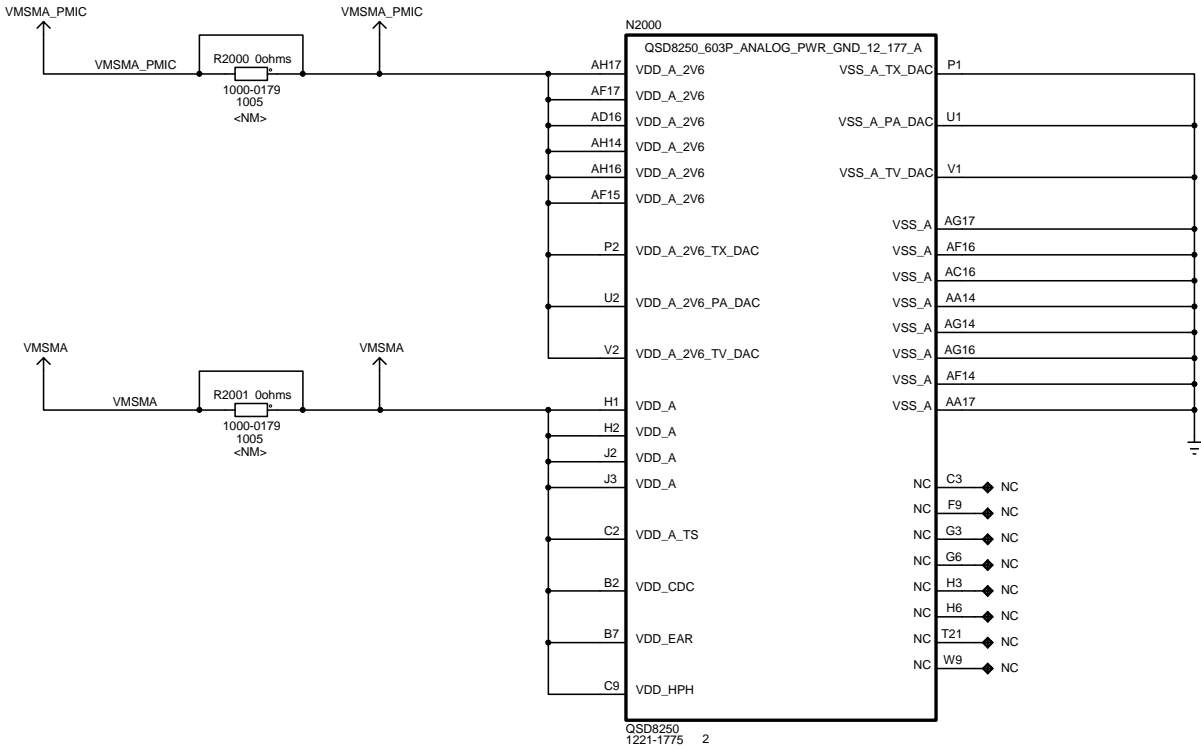 VMSMA_PMIC
VMSMA_PMIC
VMSMA_PMIC
R2000 0ohms
1000-0179
1005
<NM>
VMSMA
VMSMA
VMSMA
R2001 0ohms
1000-0179
1005
<NM>
N2000
QSD8250_603P_ANALOG_PWR_GND_12_177_A
AH17 VDD_A_2V6
AF17 VDD_A_2V6
AD16 VDD_A_2V6
AH14 VDD_A_2V6
AH16 VDD_A_2V6
AF15 VDD_A_2V6
P2 VDD_A_2V6_TX_DAC
U2 VDD_A_2V6_PA_DAC
V2 VDD_A_2V6_TV_DAC
H1 VDD_A
H2 VDD_A
J2 VDD_A
J3 VDD_A
C2 VDD_A_TS
B2 VDD_CDC
B7 VDD_EAR
C9 VDD_HPH
VSS_A_TX_DAC P1
VSS_A_PA_DAC U1
VSS_A_TV_DAC V1
VSS_A AG17
VSS_A AF16
VSS_A AC16
VSS_A AA14
VSS_A AG14
VSS_A AG16
VSS_A AF14
VSS_A AA17
NC C3 NC
NC F9 NC
NC G3 NC
NC G6 NC
NC H3 NC
NC H6 NC
NC T21 NC
NC W9 NC
QSD8250
1221-1775 2